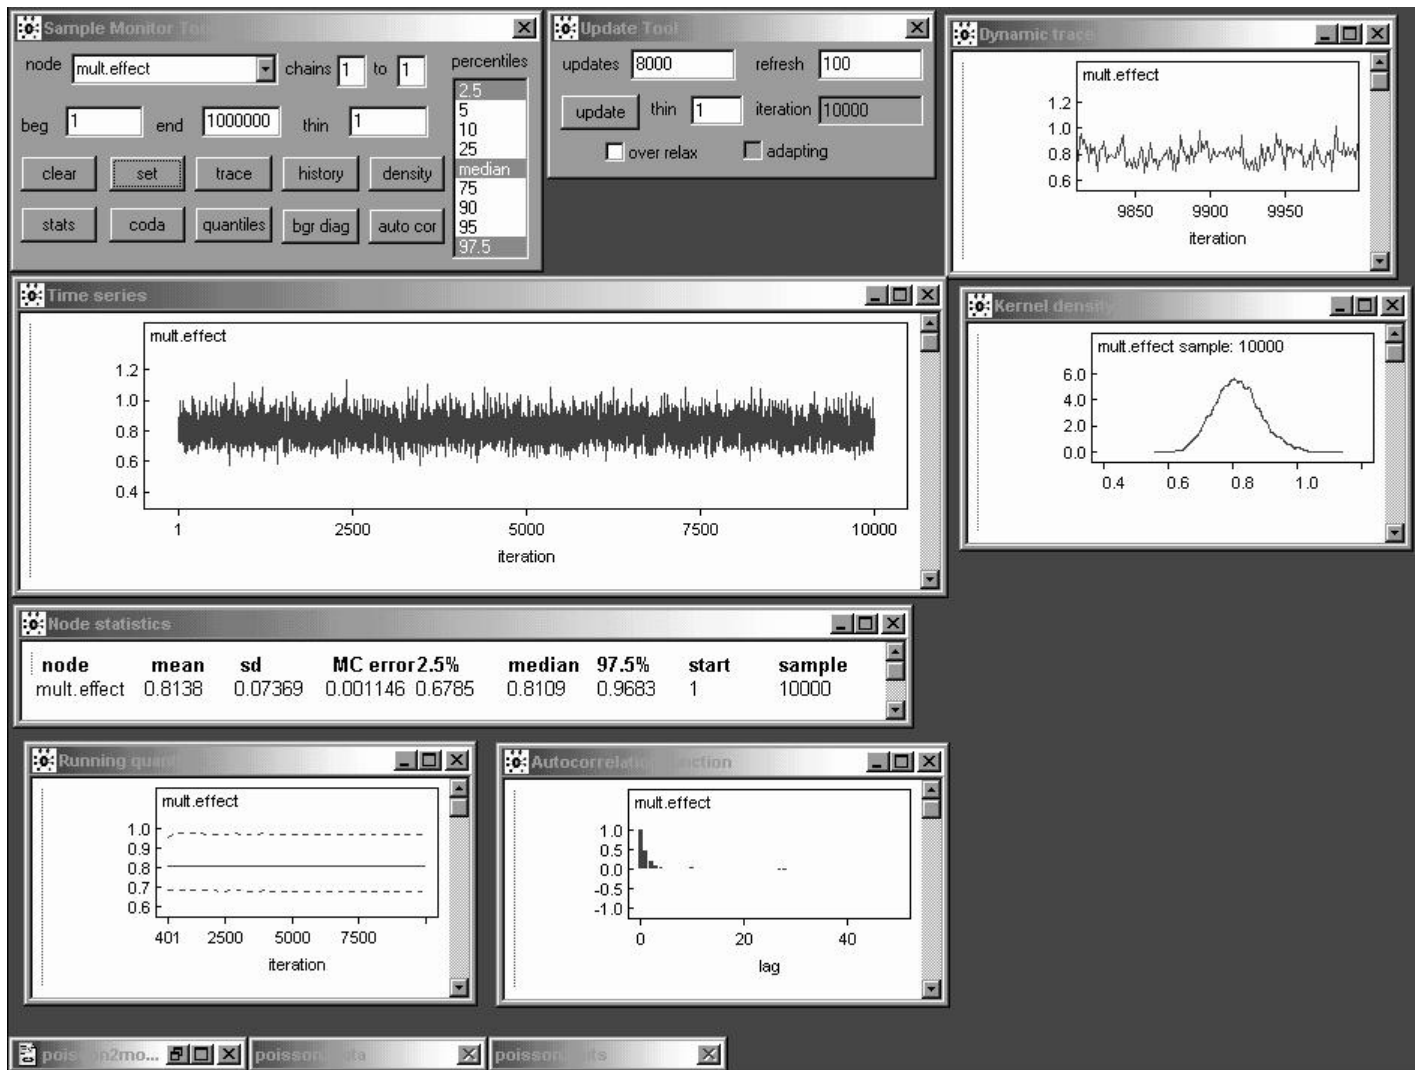 Sample Monitor Tool
node mult.effect chains 1 to 1 percentiles
2.5
5
10
25
median
75
90
95
97.5
beg 1 end 1000000 thin 1
clear set trace history density
stats coda quantiles bgr diag auto cor
Update Tool
updates 8000 refresh 100
update thin 1 iteration 10000
over relax adapting
Dynamic trace
mult.effect
1.2
1.0
0.8
0.6
9850 9900 9950
iteration
Time series
mult.effect
1.2
1.0
0.8
0.6
0.4
1 2500 5000 7500 10000
iteration
Kernel density
mult.effect sample: 10000
6.0
4.0
2.0
0.0
0.4 0.6 0.8 1.0
Node statistics
node mean sd MC error 2.5% median 97.5% start sample
mult.effect 0.8138 0.07369 0.001146 0.6785 0.8109 0.9683 1 10000
Running
mult.effect
1.0
0.9
0.8
0.7
0.6
401 2500 5000 7500
iteration
Autocorrelation function
mult.effect
1.0
0.5
0.0
-0.5
-1.0
0 20 40
lag